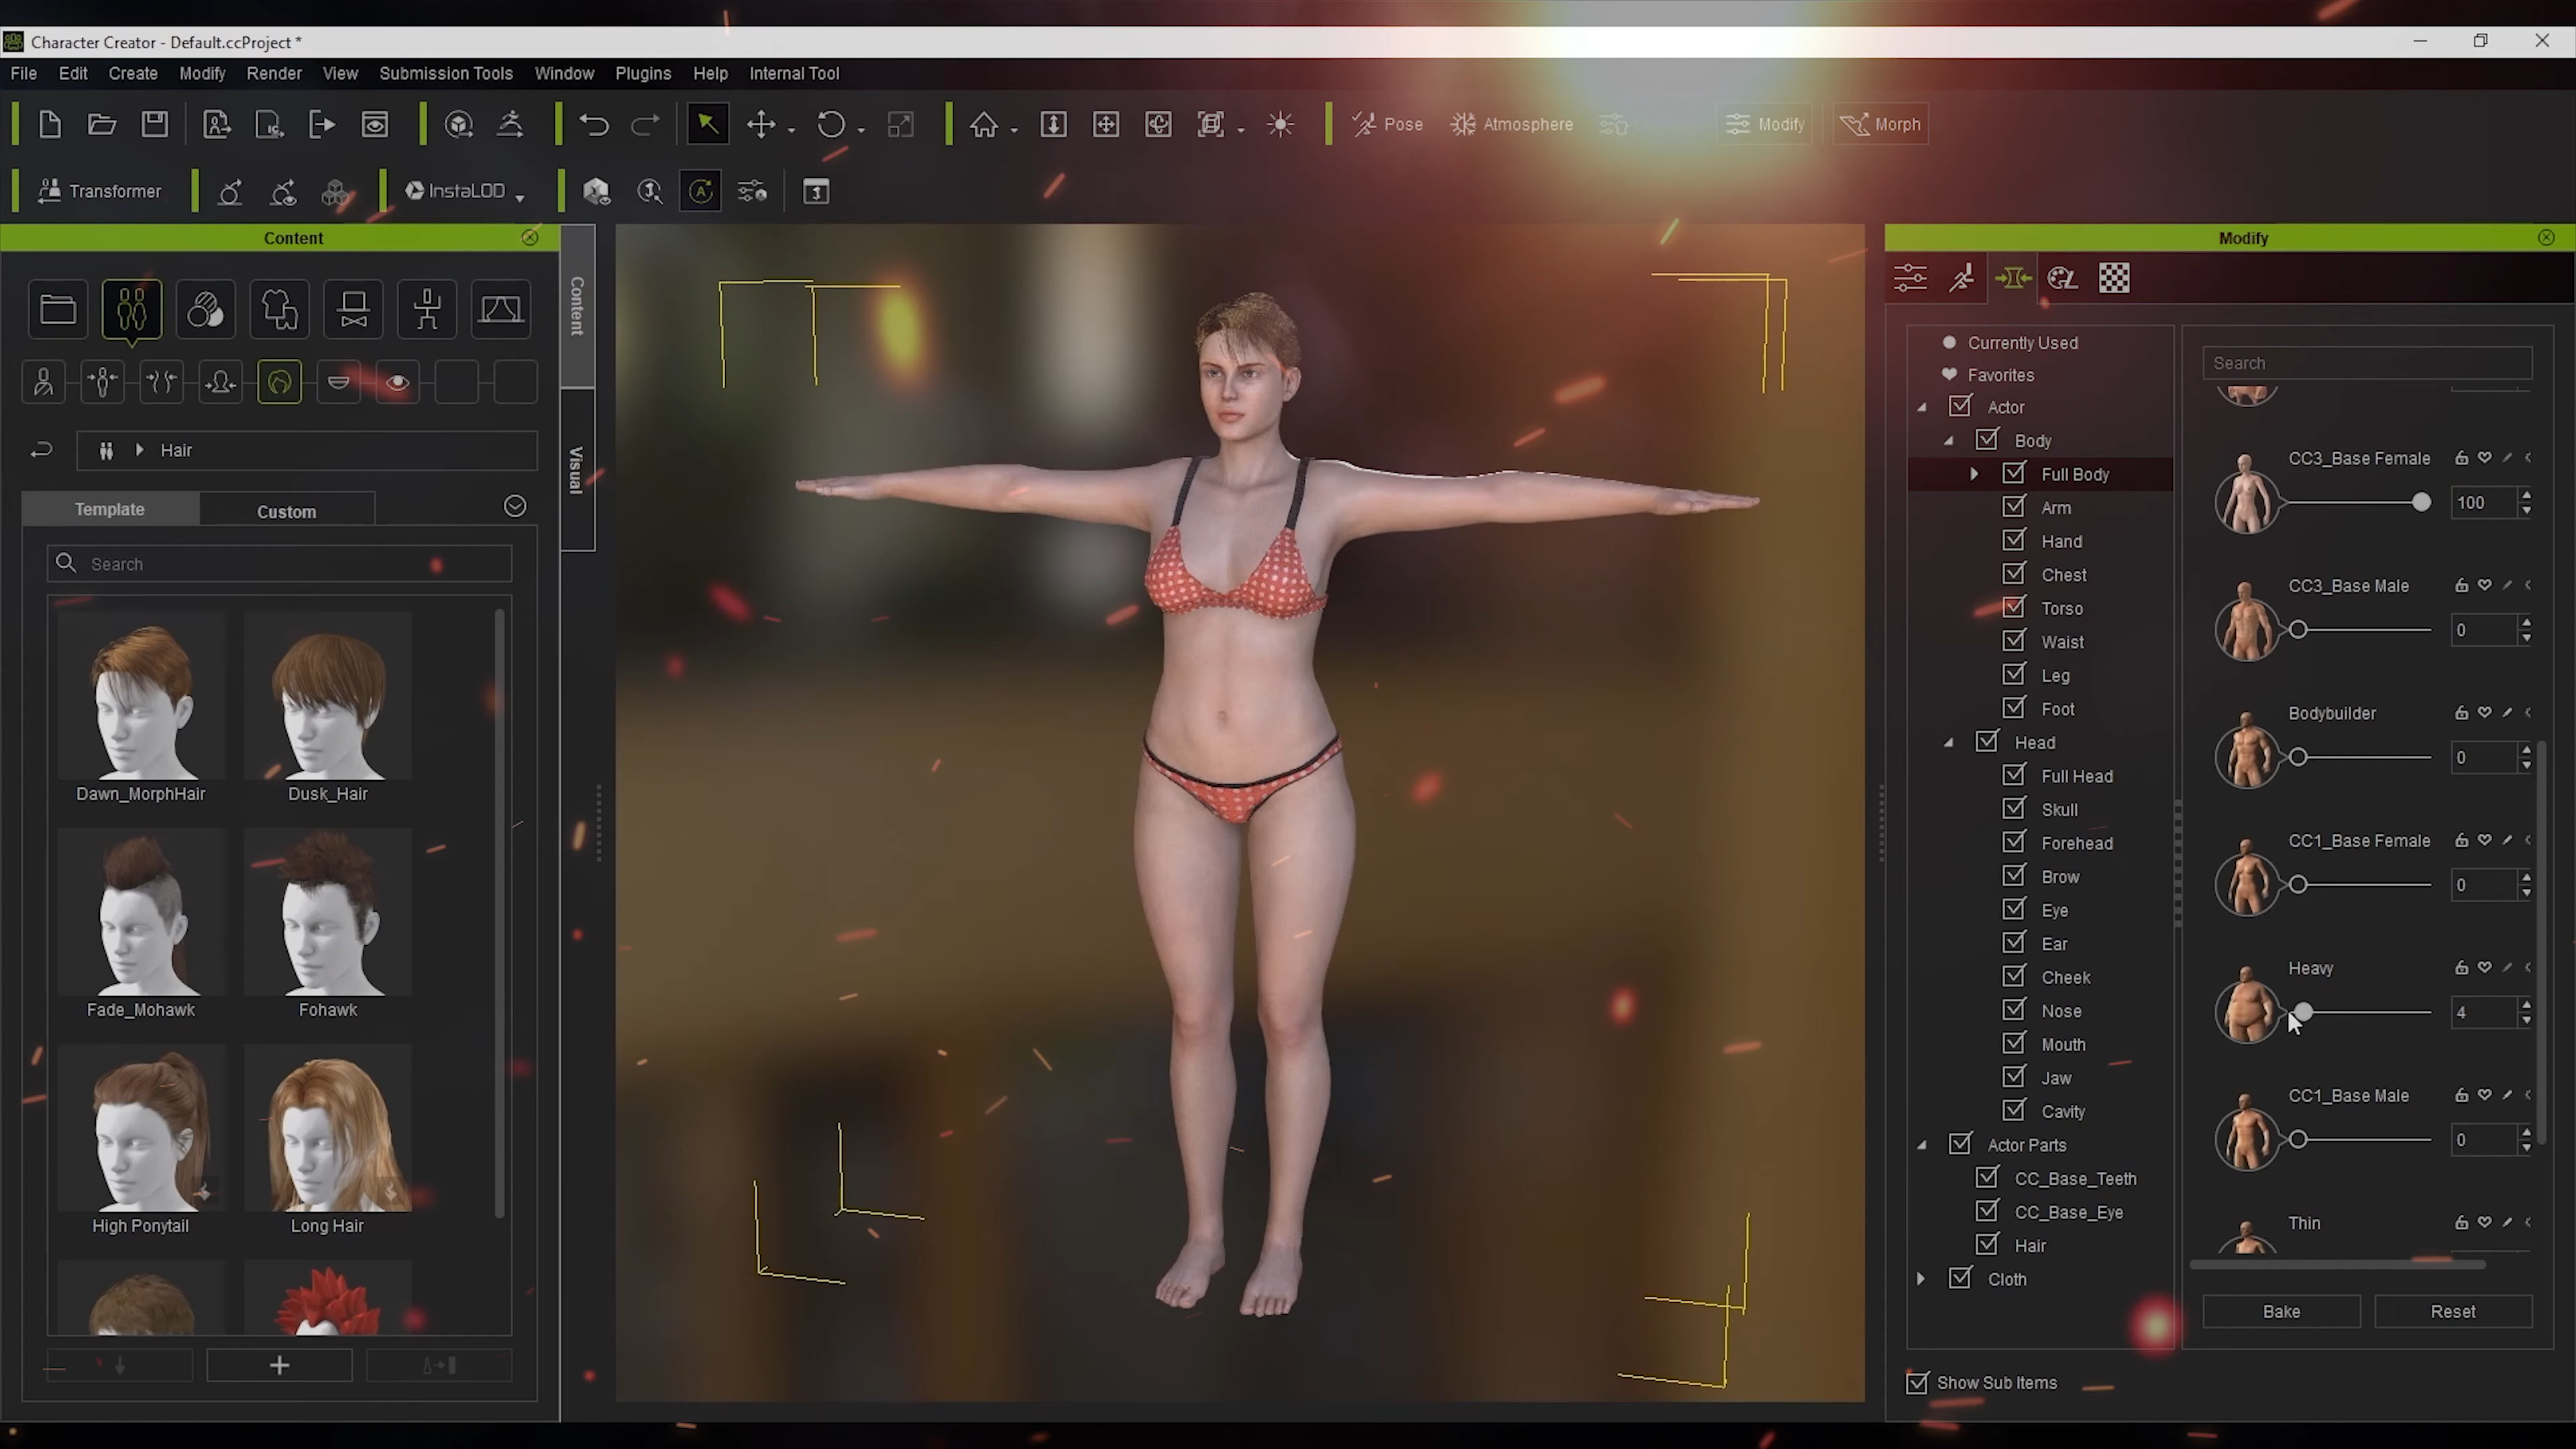 Character Creator - Default.ccProject *
File Edit Create Modify Render View Submission Tools Window Plugins Help Internal Tool
Pose Atmosphere Modify Morph
Transformer InstaLOD
Content
Content
Visual
Hair
Template Custom
Search
Dawn_MorphHair Dusk_Hair
Fade_Mohawk Fohawk
High Ponytail Long Hair
Modify
Currently Used
Favorites
Actor
Body
Full Body
Arm
Hand
Chest
Torso
Waist
Leg
Foot
Head
Full Head
Skull
Forehead
Brow
Eye
Ear
Cheek
Nose
Mouth
Jaw
Cavity
Actor Parts
CC_Base_Teeth
CC_Base_Eye
Hair
Cloth
Show Sub Items
Search
CC3_Base Female
100
CC3_Base Male
0
Bodybuilder
0
CC1_Base Female
0
Heavy
4
CC1_Base Male
0
Thin
Bake Reset